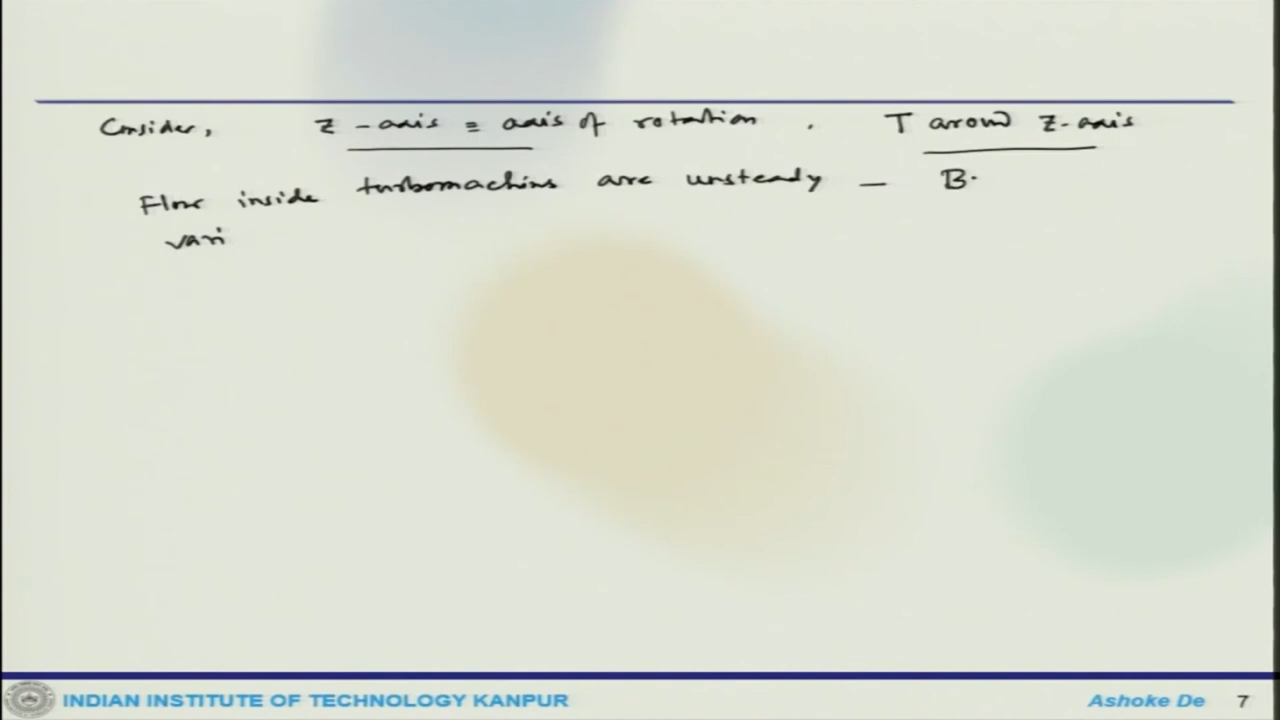 Consider, z-axis = axis of rotation. T around z-axis
Flow inside turbomachins are unsteady - B.
vari
INDIAN INSTITUTE OF TECHNOLOGY KANPUR
Ashoke De 7